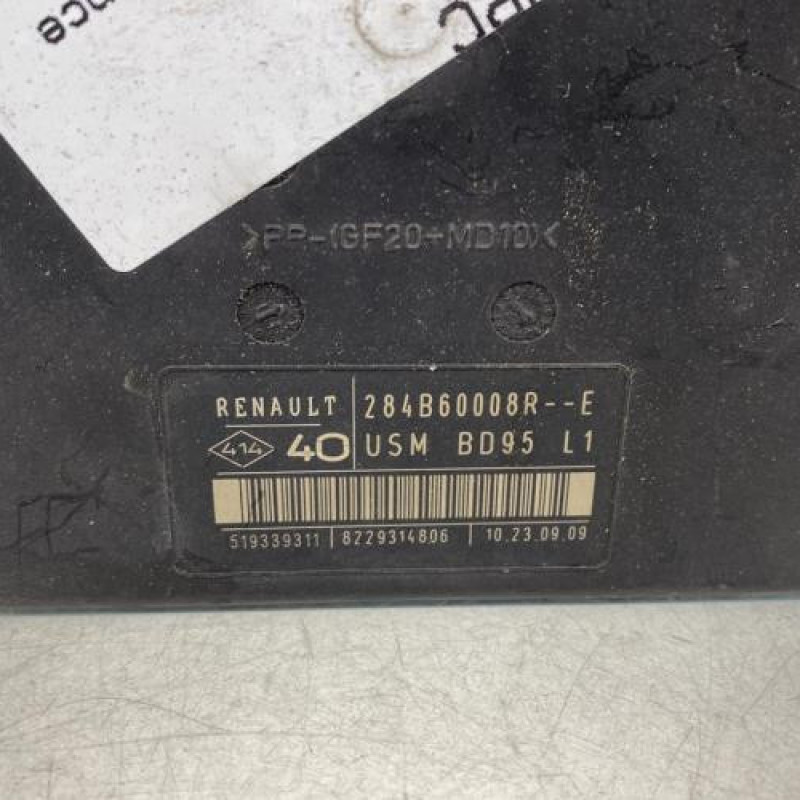 >PP-(GF20+MD10)<
RENAULT 284B60008R--E
414 40 USM BD95 L1
519339311 8229314806 10.23.09.09